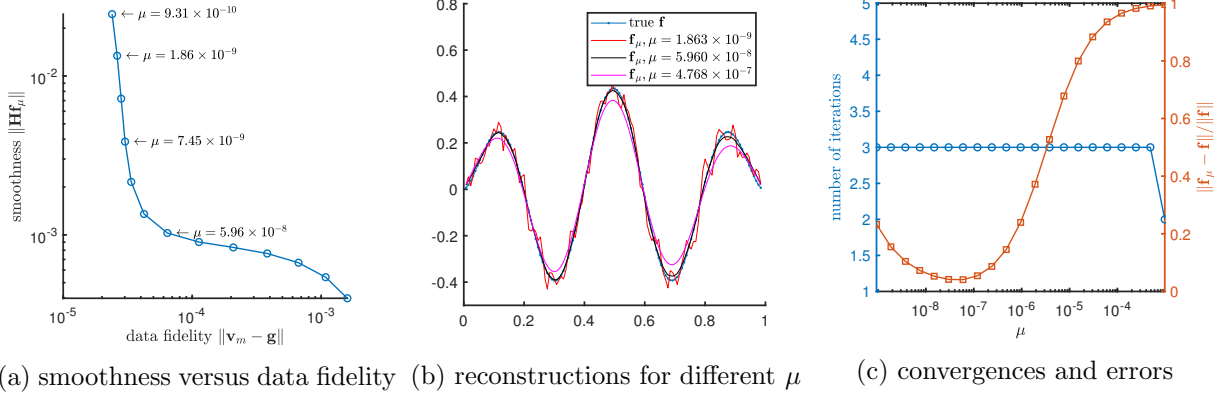 smoothness ||Hf_μ||
10^-2
10^-3
← μ = 9.31 × 10^-10
← μ = 1.86 × 10^-9
← μ = 7.45 × 10^-9
← μ = 5.96 × 10^-8
10^-5
10^-4
10^-3
data fidelity ||v_m − g||
(a) smoothness versus data fidelity
0.8
0.6
0.4
0.2
0
-0.2
-0.4
true f
f_μ, μ = 1.863 × 10^-9
f_μ, μ = 5.960 × 10^-8
f_μ, μ = 4.768 × 10^-7
0
0.2
0.4
0.6
0.8
1
(b) reconstructions for different μ
number of iterations
5
4.5
4
3.5
3
2.5
2
1.5
1
10^-8
10^-7
10^-6
10^-5
10^-4
μ
1
0.8
0.6
0.4
0.2
0
||f_μ − f||/||f||
(c) convergences and errors